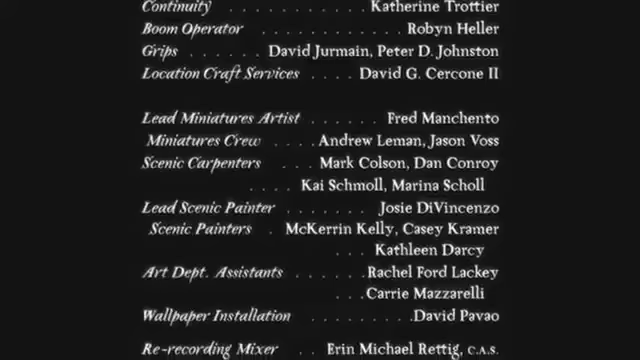 Continuity . . . . . . . . . . . . Katherine Trottier
Boom Operator . . . . . . . . . . . . Robyn Heller
Grips . . . . . . . David Jurmain, Peter D. Johnston
Location Craft Services . . . . David G. Cercone II
Lead Miniatures Artist . . . . . . Fred Manchento
Miniatures Crew . . . . Andrew Leman, Jason Voss
Scenic Carpenters . . . Mark Colson, Dan Conroy
. . . . Kai Schmoll, Marina Scholl
Lead Scenic Painter . . . . . . . Josie DiVincenzo
Scenic Painters . McKerrin Kelly, Casey Kramer
. . . Kathleen Darcy
Art Dept. Assistants . . . . . . Rachel Ford Lackey
. . . Carrie Mazzarelli
Wallpaper Installation . . . . . . . . . David Pavao
Re-recording Mixer . . Erin Michael Rettig, C.A.S.